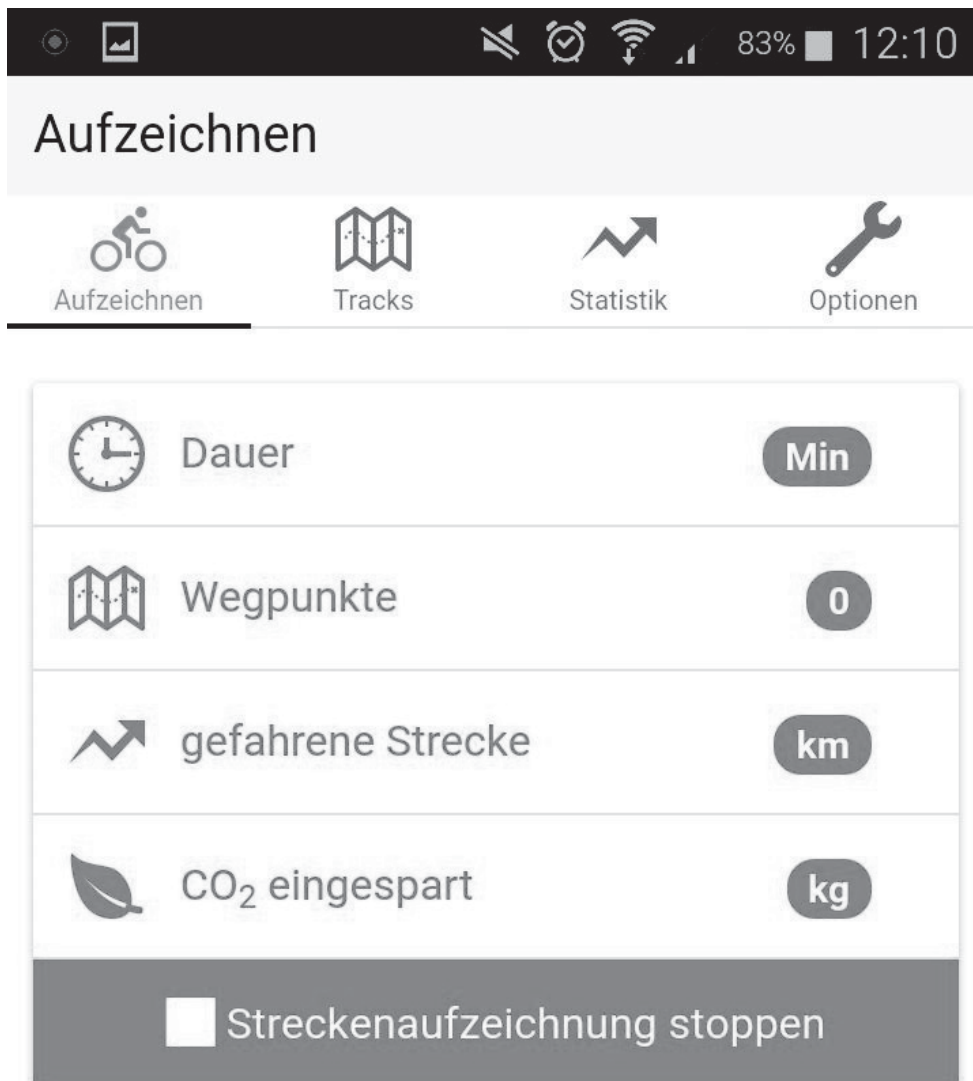 83% 12:10
Aufzeichnen
Aufzeichnen Tracks Statistik Optionen
Dauer Min
Wegpunkte 0
gefahrene Strecke km
CO₂ eingespart kg
Streckenaufzeichnung stoppen